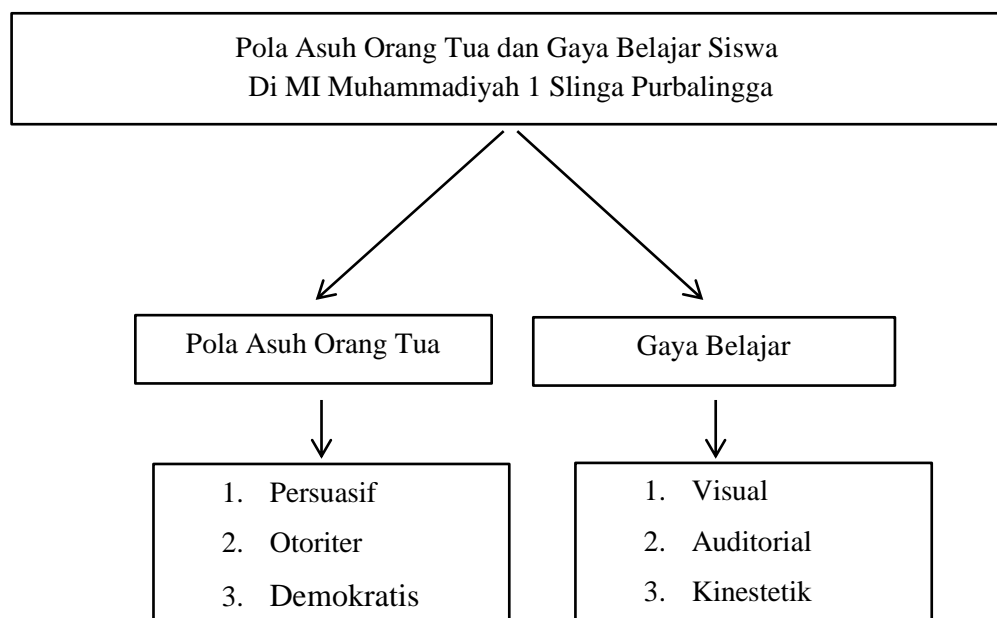 Pola Asuh Orang Tua dan Gaya Belajar Siswa
Di MI Muhammadiyah 1 Slinga Purbalingga
Pola Asuh Orang Tua
Gaya Belajar
1. Persuasif
2. Otoriter
3. Demokratis
1. Visual
2. Auditorial
3. Kinestetik